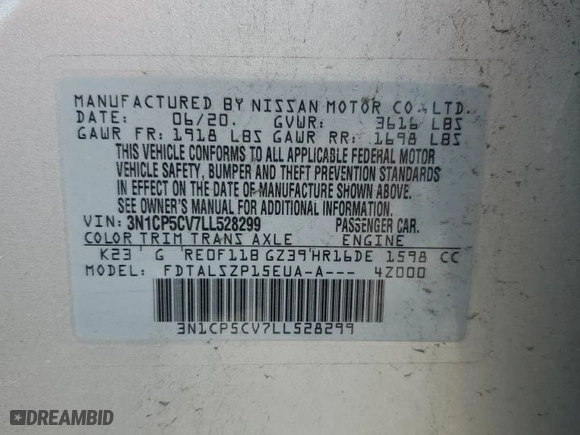 MANUFACTURED BY NISSAN MOTOR CO., LTD.
DATE: 06/20. GVWR: 3616 LBS
GAWR FR: 1918 LBS GAWR RR: 1698 LBS
THIS VEHICLE CONFORMS TO ALL APPLICABLE FEDERAL MOTOR
VEHICLE SAFETY, BUMPER AND THEFT PREVENTION STANDARDS
IN EFFECT ON THE DATE OF MANUFACTURE SHOWN ABOVE.
SEE OWNER'S MANUAL FOR ADDITIONAL INFORMATION.
VIN: 3N1CP5CV7LL528299 PASSENGER CAR.
COLOR TRIM TRANS AXLE ENGINE
K23 G RE0F11B GZ39 HR16DE 1598 CC
MODEL: FDTALSZP15EUA-A--- 4Z000
3N1CP5CV7LL528299
DREAMBID